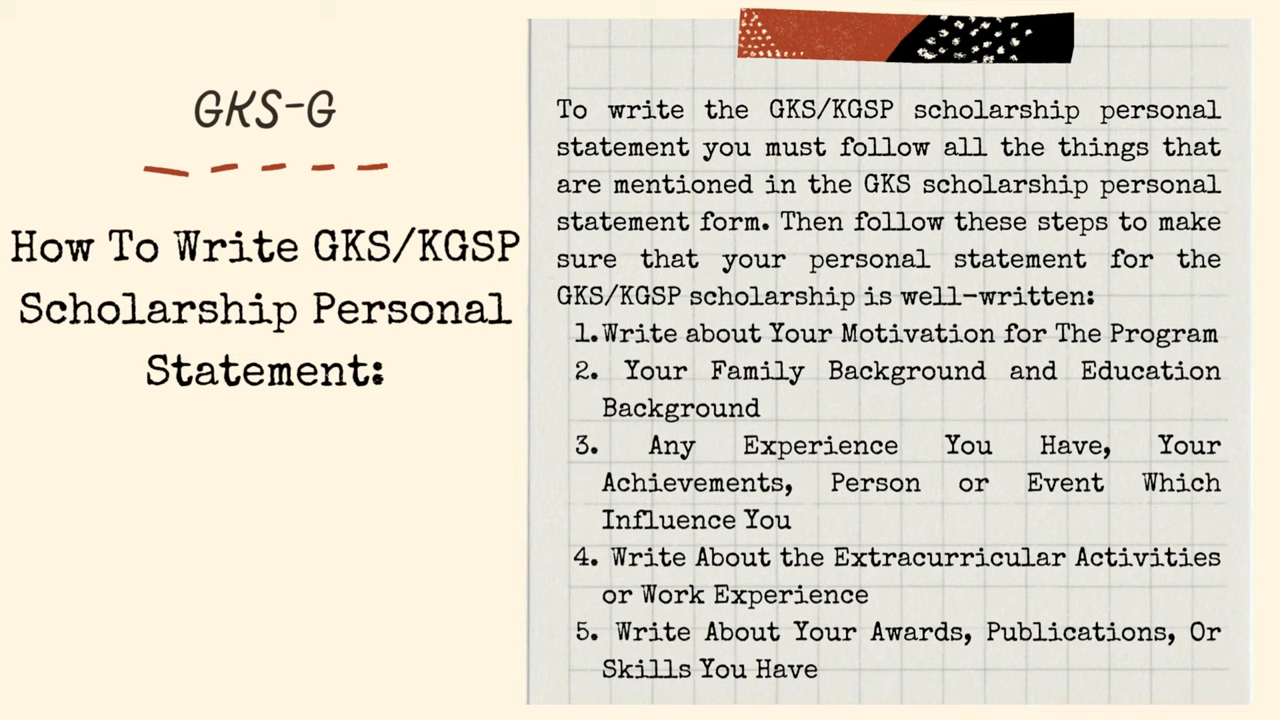 GKS-G
How To Write GKS/KGSP
Scholarship Personal
Statement:
To write the GKS/KGSP scholarship personal
statement you must follow all the things that
are mentioned in the GKS scholarship personal
statement form. Then follow these steps to make
sure that your personal statement for the
GKS/KGSP scholarship is well-written:
1. Write about Your Motivation for The Program
2. Your Family Background and Education
Background
3. Any Experience You Have, Your
Achievements, Person or Event Which
Influence You
4. Write About the Extracurricular Activities
or Work Experience
5. Write About Your Awards, Publications, Or
Skills You Have